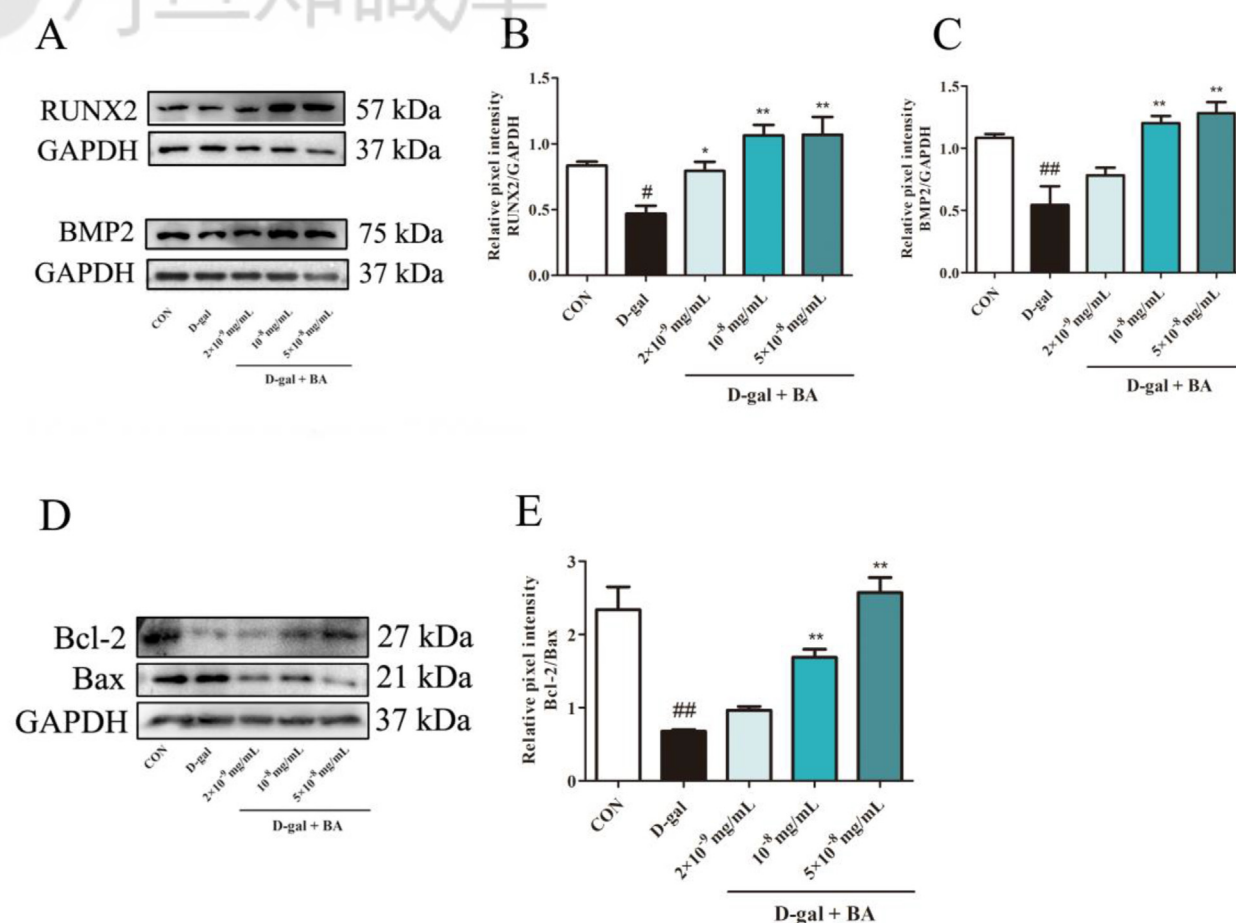 A
RUNX2 57 kDa
GAPDH 37 kDa
BMP2 75 kDa
GAPDH 37 kDa
CON D-gal 2×10⁻⁹ mg/mL 10⁻⁸ mg/mL 5×10⁻⁸ mg/mL
D-gal + BA
B
Relative pixel intensity
RUNX2/GAPDH
1.5
1.0
0.5
0.0
# * ** **
CON D-gal 2×10⁻⁹ mg/mL 10⁻⁸ mg/mL 5×10⁻⁸ mg/mL
D-gal + BA
C
Relative pixel intensity
BMP2/GAPDH
1.5
1.0
0.5
0.0
## ** **
CON D-gal 2×10⁻⁹ mg/mL 10⁻⁸ mg/mL 5×10⁻⁸ mg/mL
D-gal + BA
D
Bcl-2 27 kDa
Bax 21 kDa
GAPDH 37 kDa
CON D-gal 2×10⁻⁹ mg/mL 10⁻⁸ mg/mL 5×10⁻⁸ mg/mL
D-gal + BA
E
Relative pixel intensity
Bcl-2/Bax
3
2
1
0
## ** **
CON D-gal 2×10⁻⁹ mg/mL 10⁻⁸ mg/mL 5×10⁻⁸ mg/mL
D-gal + BA